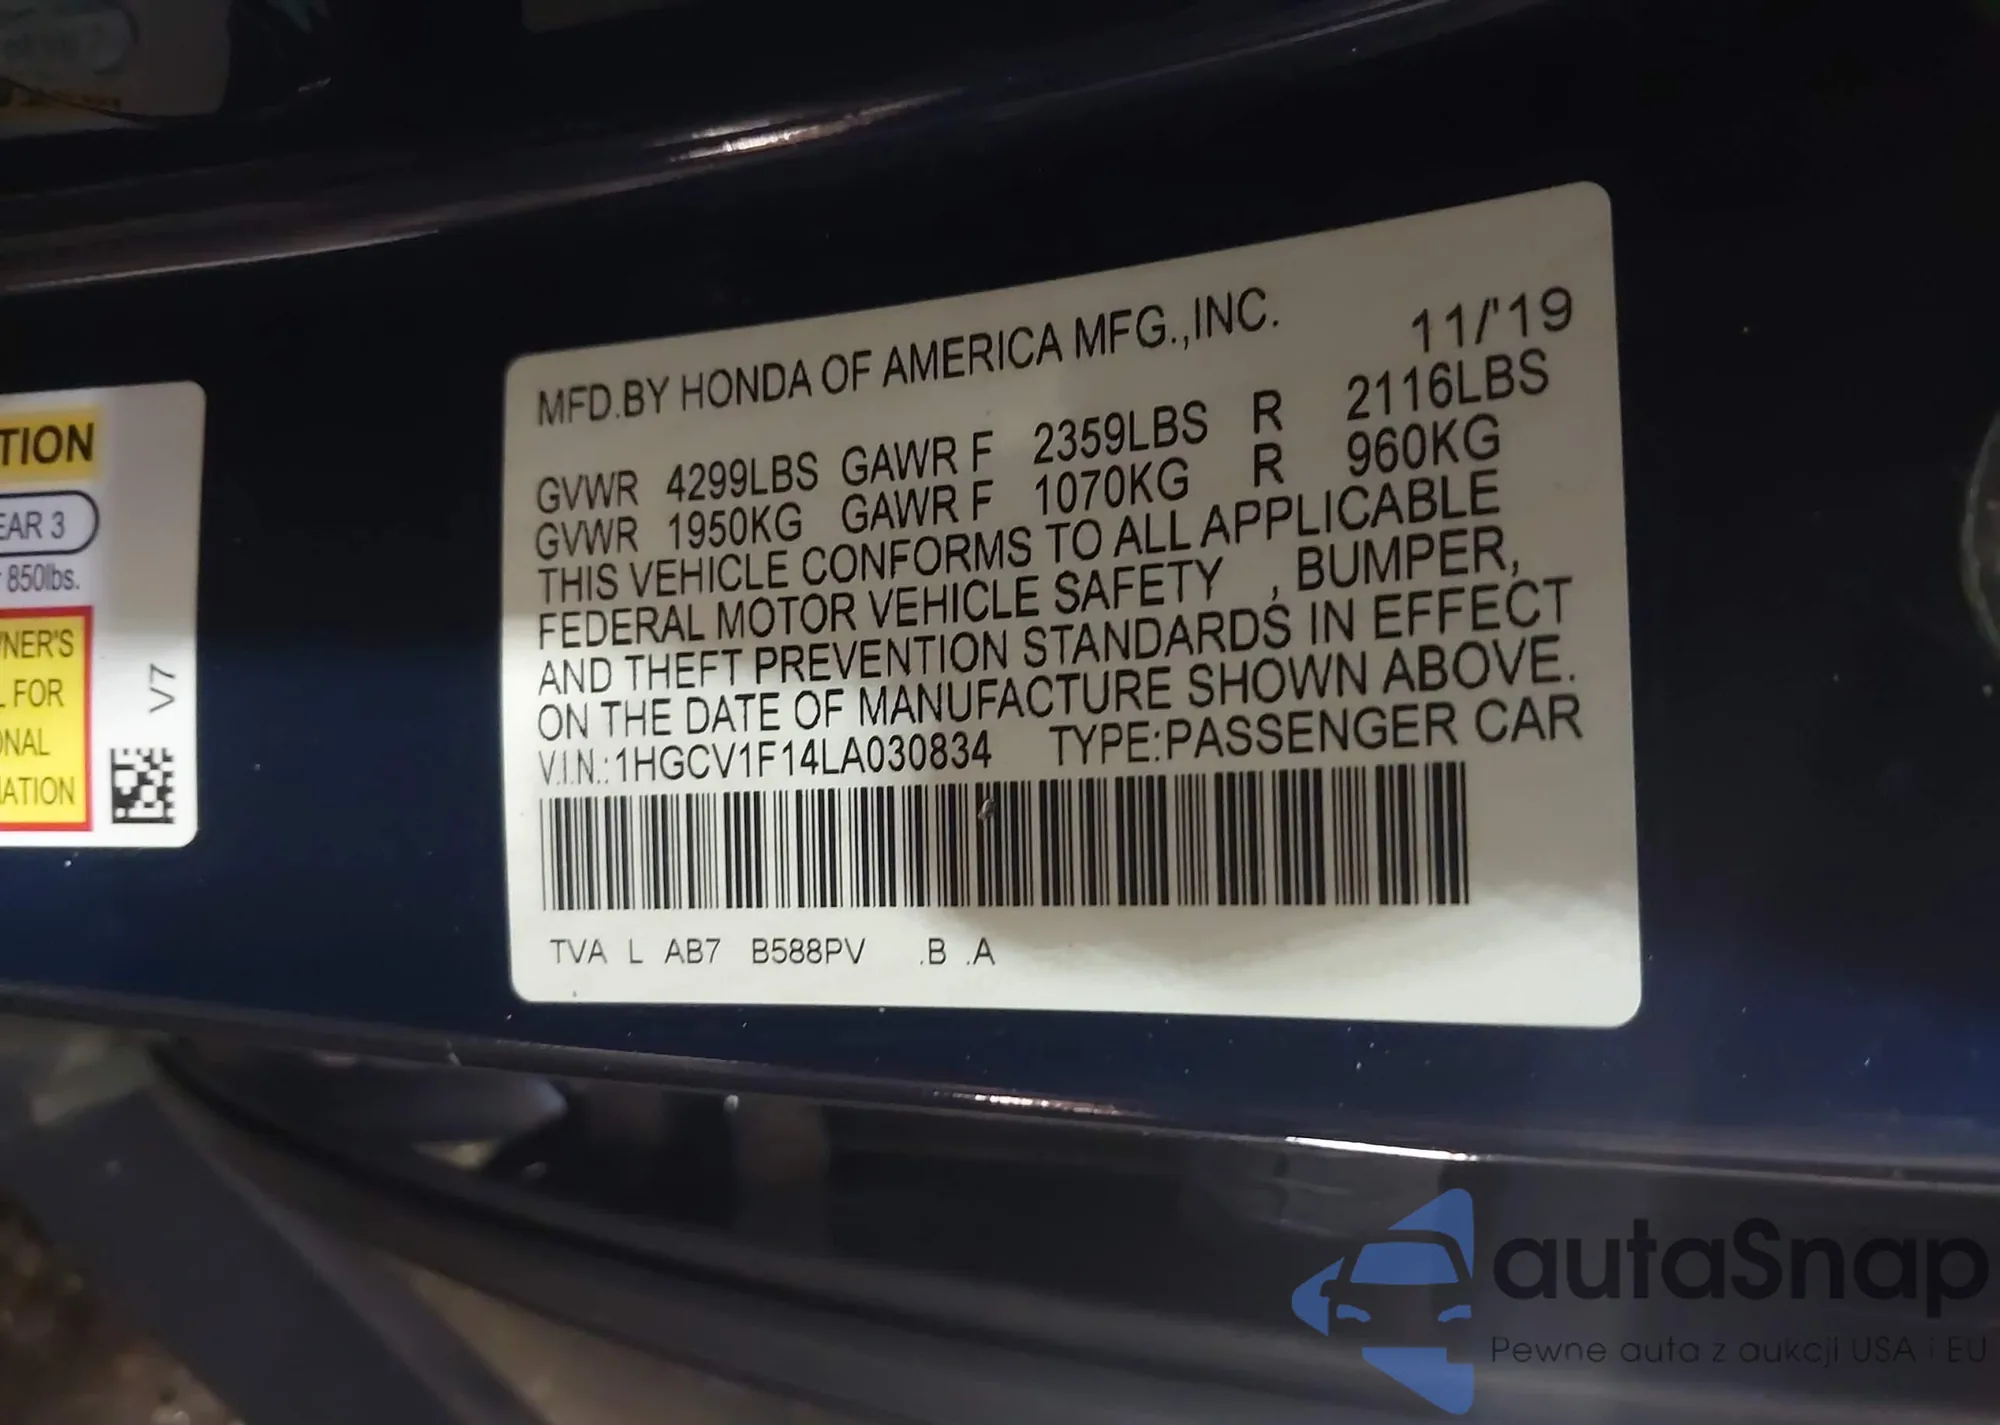 TION
EAR 3
850lbs.
NER'S
FOR
NAL
ATION
V7
MFD.BY HONDA OF AMERICA MFG.,INC. 11/'19
GVWR 4299LBS GAWR F 2359LBS R 2116LBS
GVWR 1950KG GAWR F 1070KG R 960KG
THIS VEHICLE CONFORMS TO ALL APPLICABLE
FEDERAL MOTOR VEHICLE SAFETY , BUMPER,
AND THEFT PREVENTION STANDARDS IN EFFECT
ON THE DATE OF MANUFACTURE SHOWN ABOVE.
V.I.N.:1HGCV1F14LA030834 TYPE:PASSENGER CAR
TVA L AB7 B588PV .B .A
autaSnap
Pewne auta z aukcji USA i EU